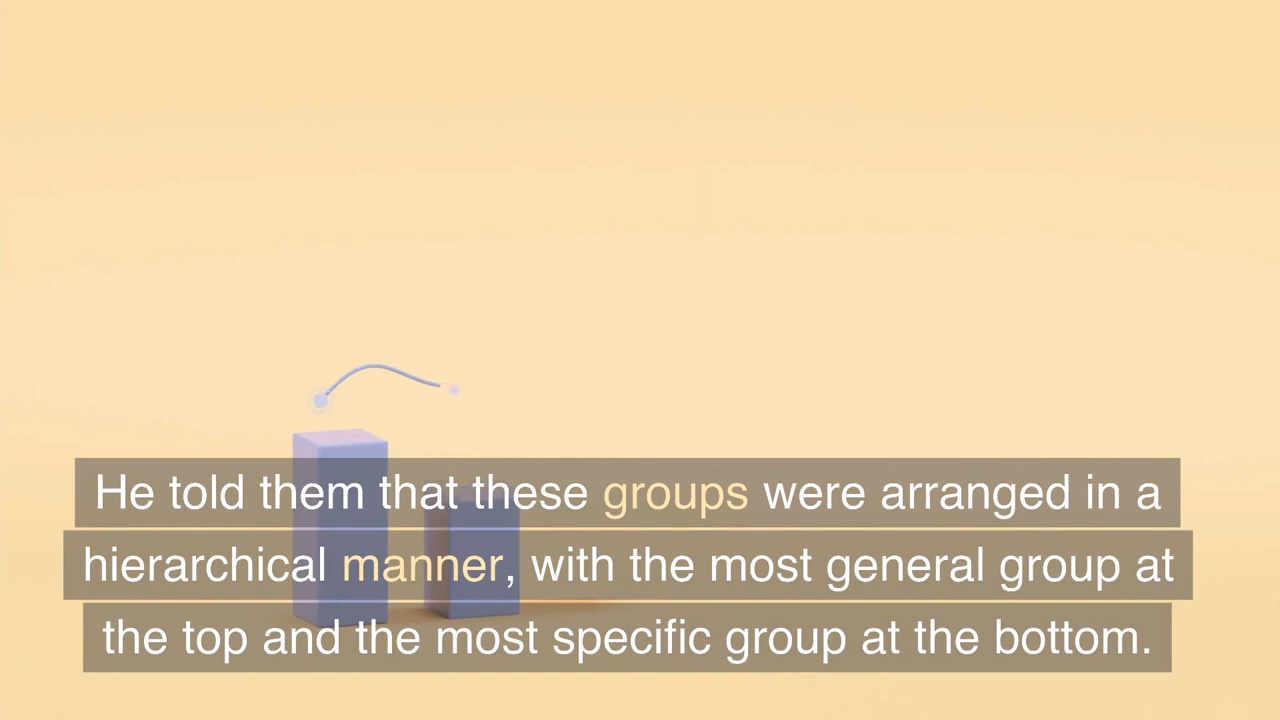 He told them that these groups were arranged in a
hierarchical manner, with the most general group at
the top and the most specific group at the bottom.